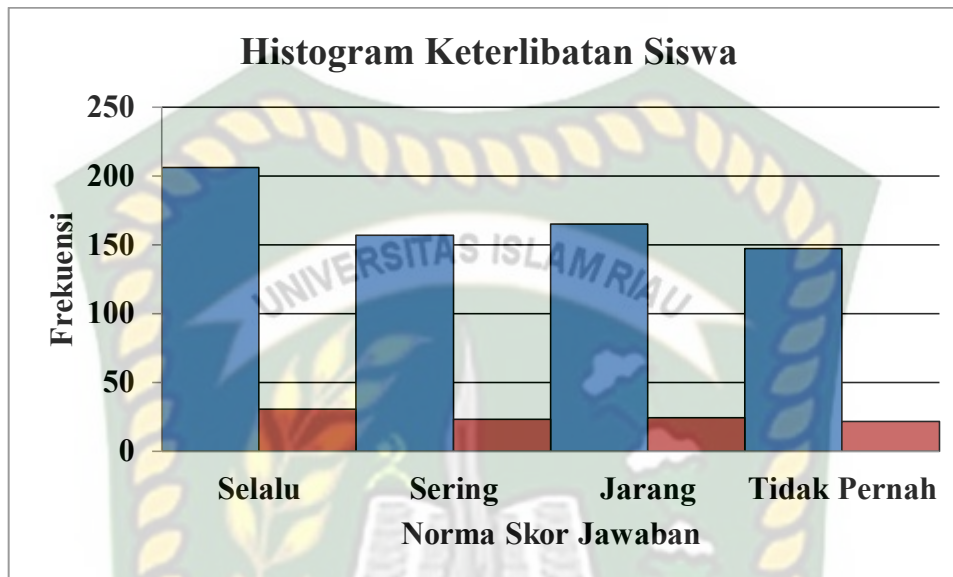 Histogram Keterlibatan Siswa
250
200
150
100
50
0
Frekuensi
UNIVERSITAS ISLAM RIAU
Selalu
Sering
Jarang
Tidak Pernah
Norma Skor Jawaban